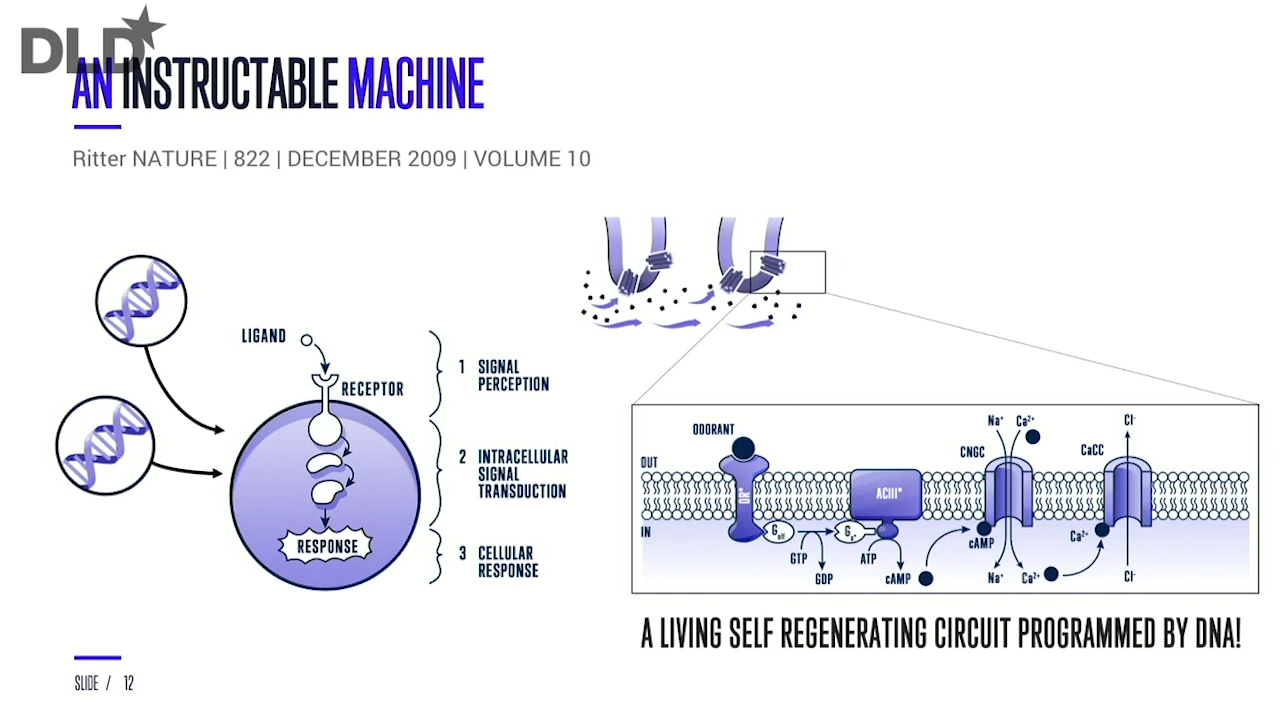 DLD
AN INSTRUCTABLE MACHINE
Ritter NATURE | 822 | DECEMBER 2009 | VOLUME 10
LIGAND
RECEPTOR
1 SIGNAL
PERCEPTION
2 INTRACELLULAR
SIGNAL
TRANSDUCTION
RESPONSE
3 CELLULAR
RESPONSE
ODORANT
OUT
IN
OR*
Golf
GTP
GDP
ACIII*
ATP
cAMP
CNGC
Na⁺ Ca²⁺
cAMP
Na⁺ Ca²⁺
CaCC
Cl⁻
Ca²⁺
Cl⁻
A LIVING SELF REGENERATING CIRCUIT PROGRAMMED BY DNA!
SLIDE / 12